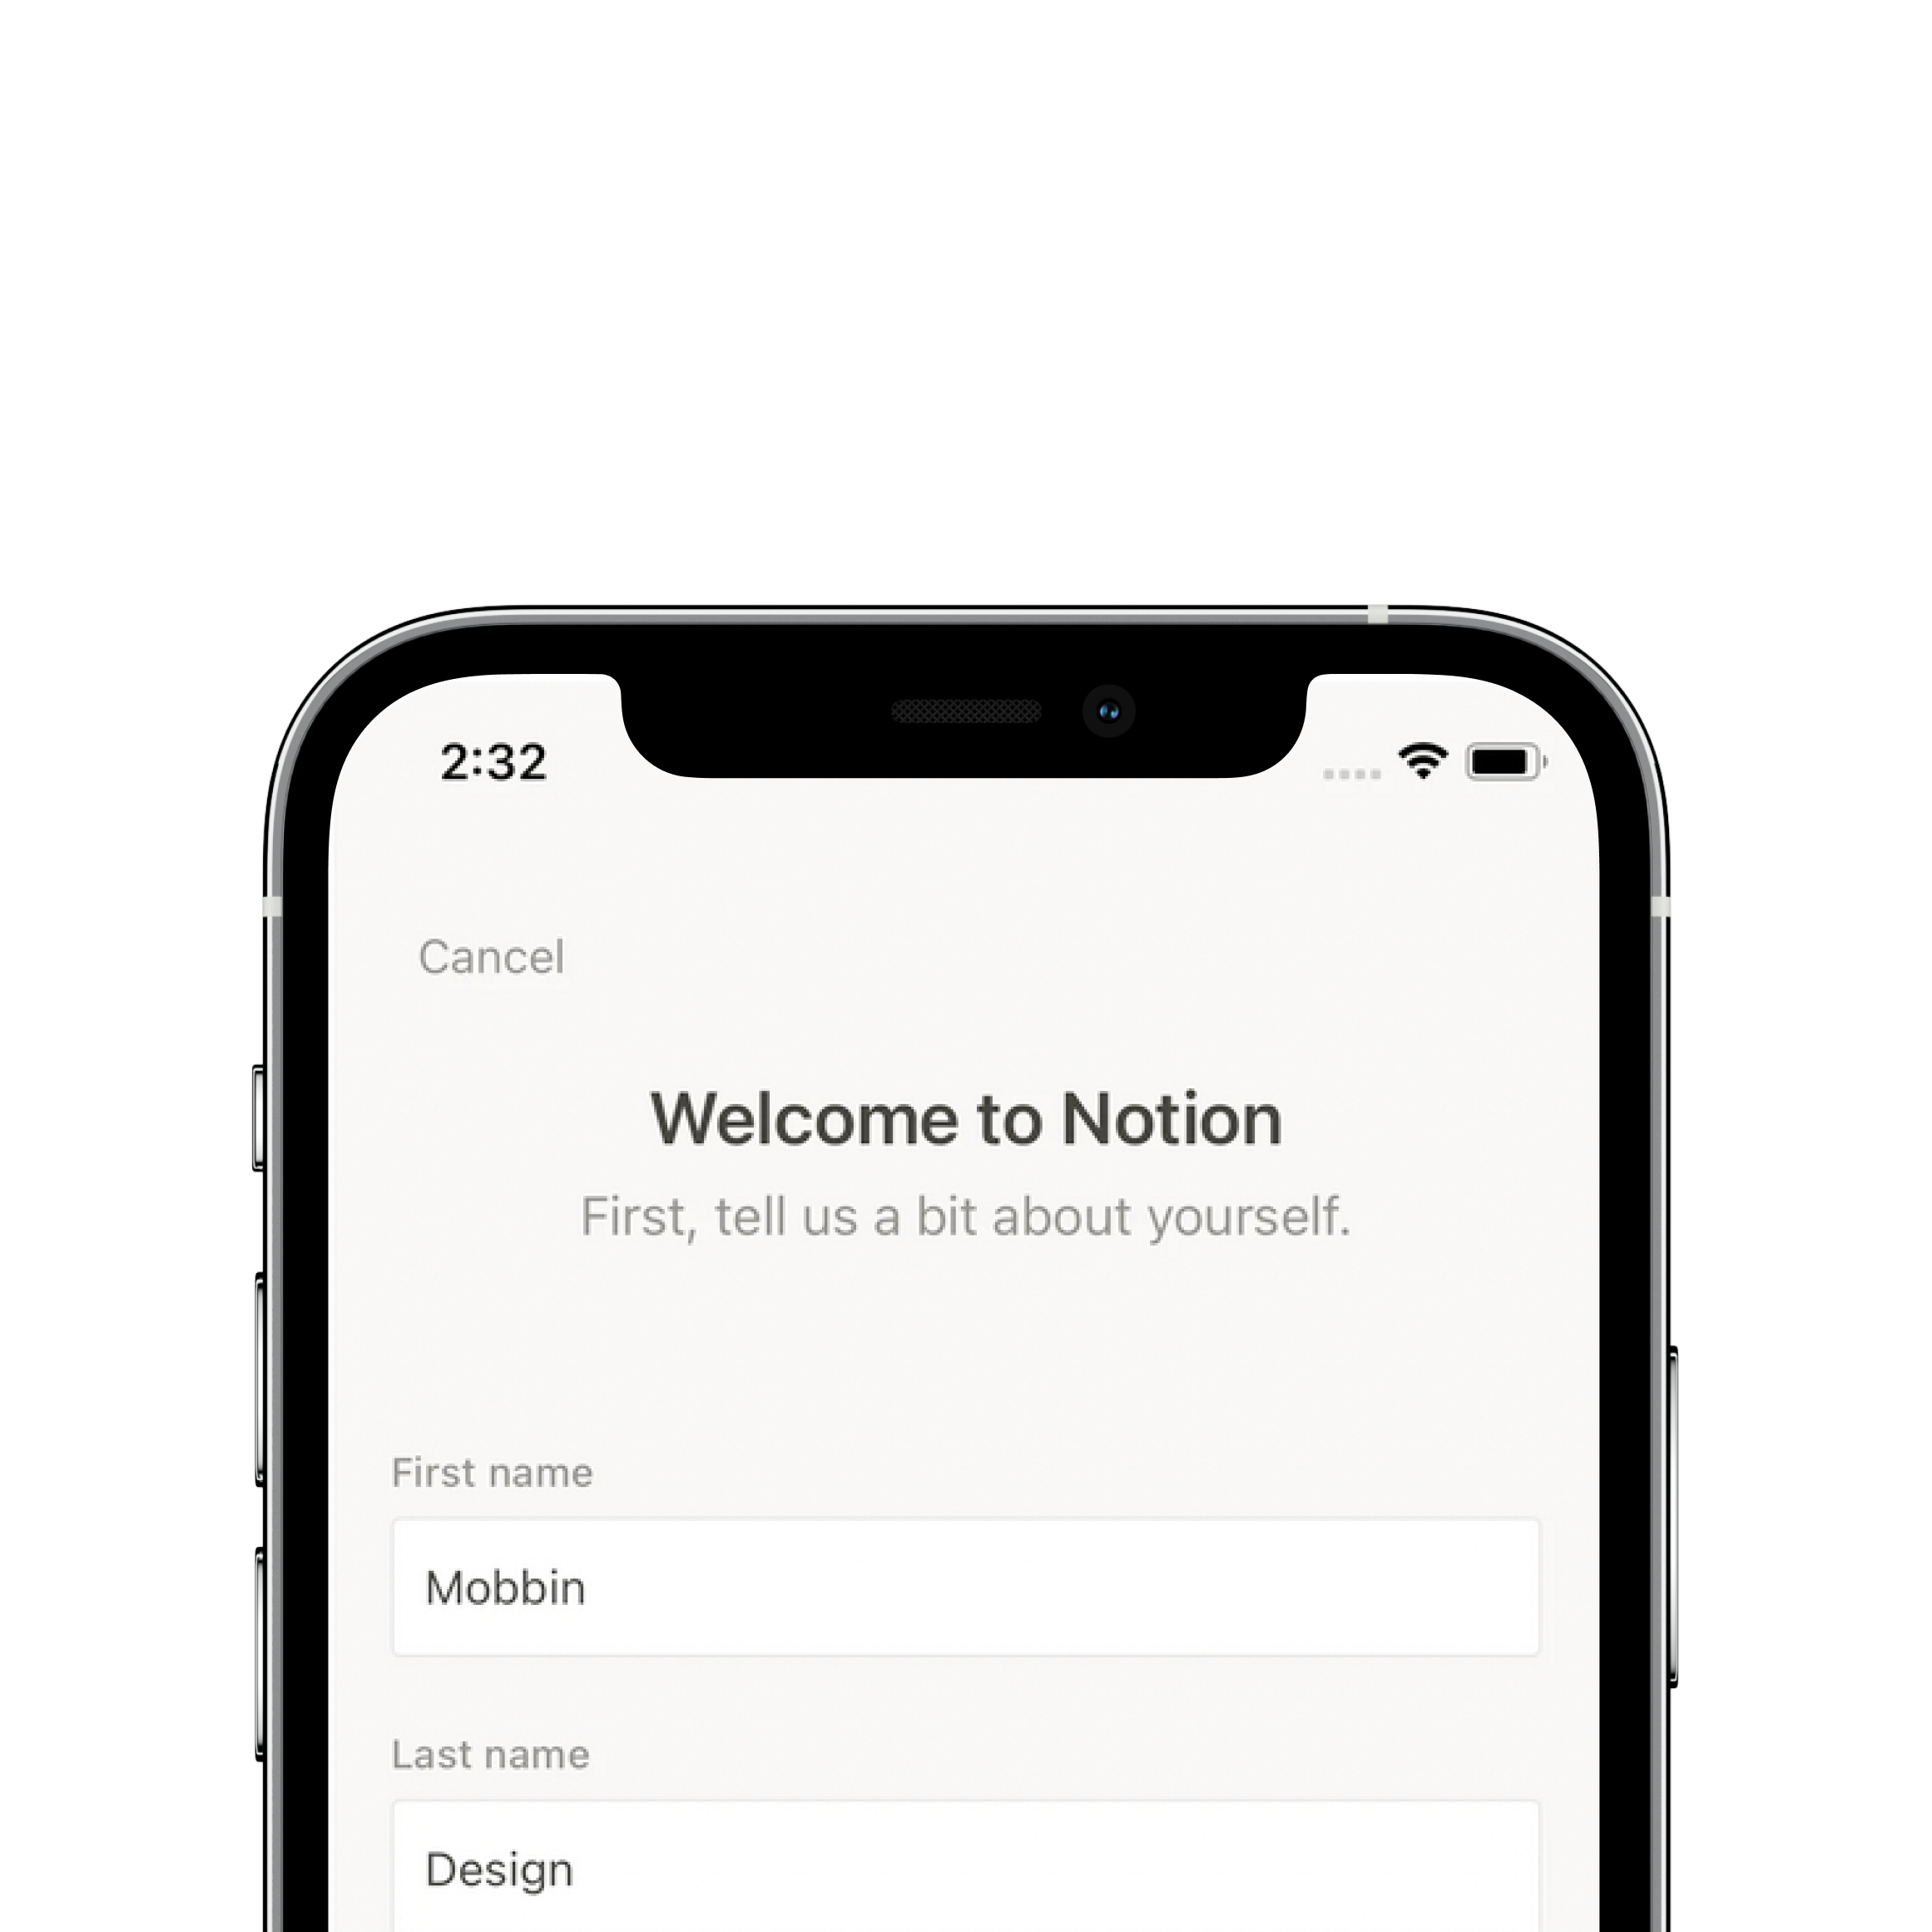 2:32
Cancel
Welcome to Notion
First, tell us a bit about yourself.
First name
Mobbin
Last name
Design